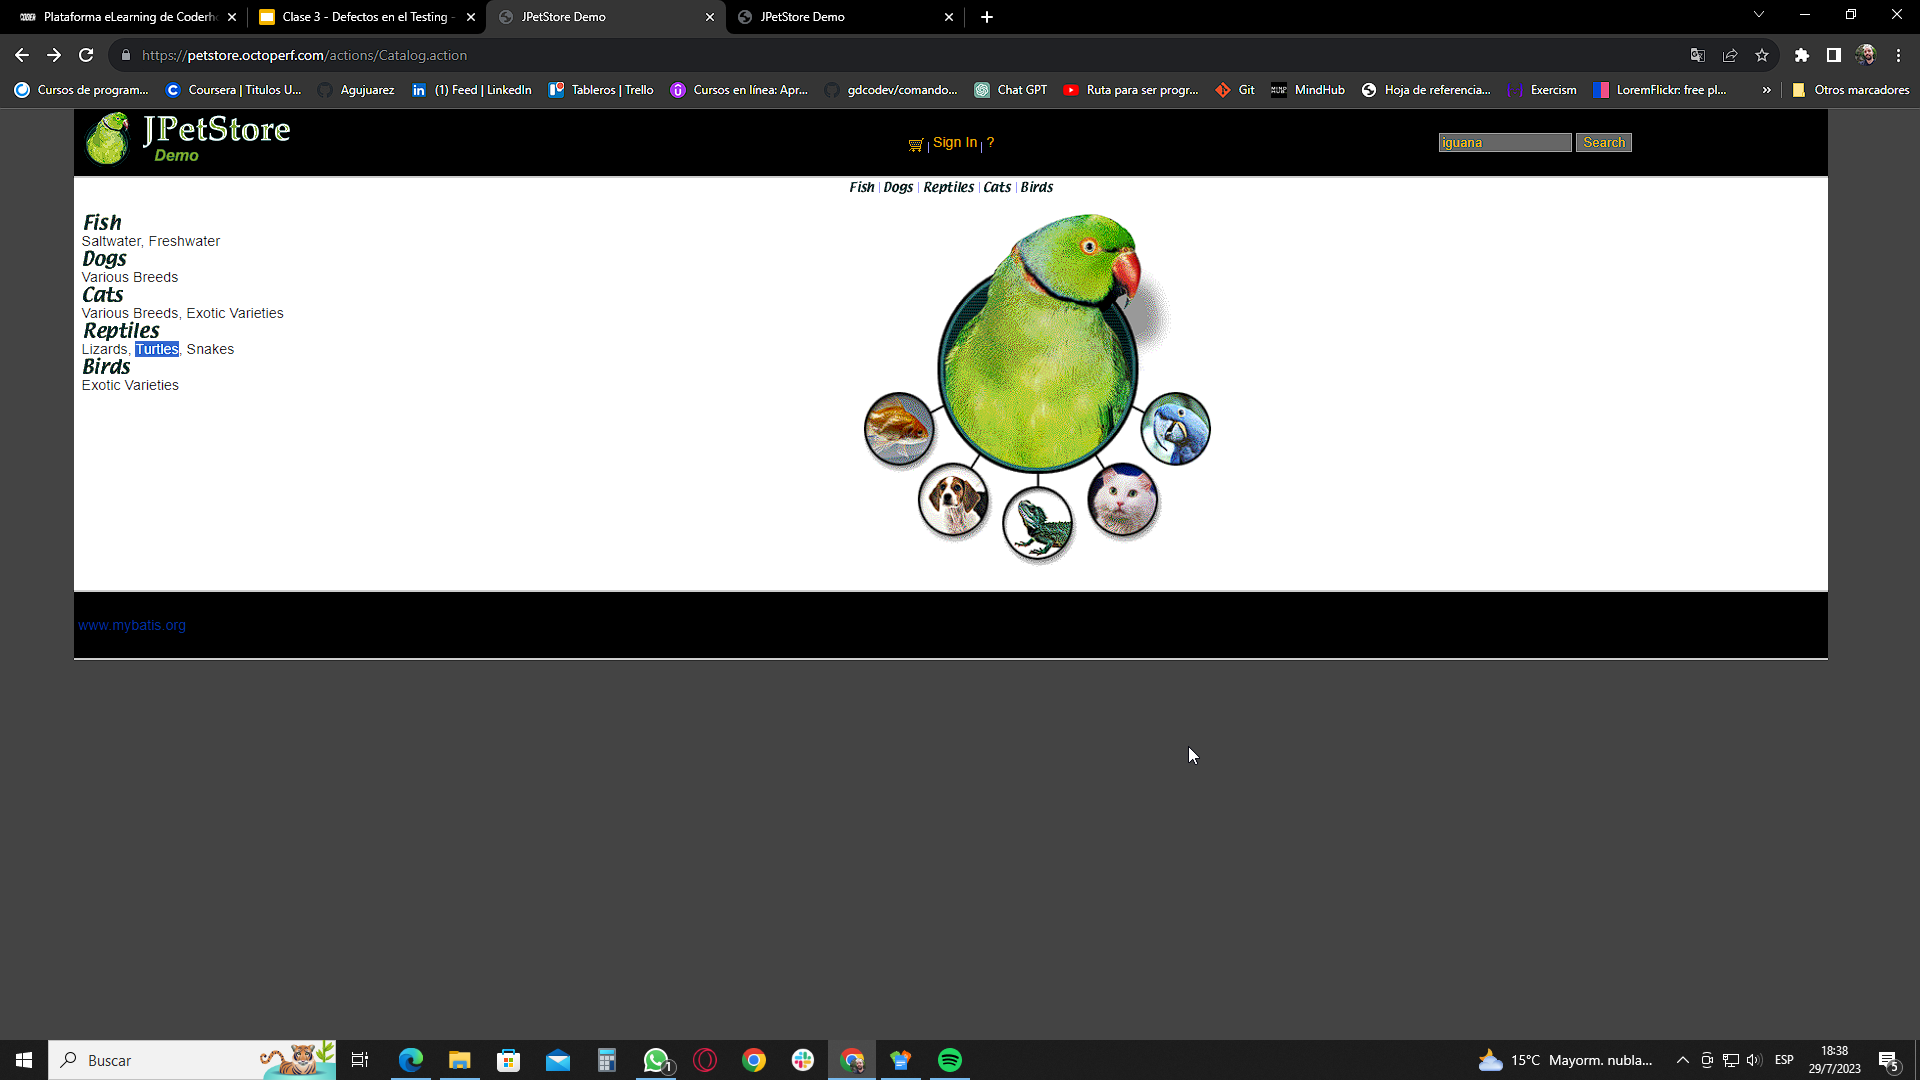 Plataforma eLearning de Coderh
Clase 3 - Defectos en el Testing -
JPetStore Demo
JPetStore Demo
https://petstore.octoperf.com/actions/Catalog.action
Cursos de program...
Coursera | Titulos U...
Agujuarez
(1) Feed | LinkedIn
Tableros | Trello
Cursos en línea: Apr...
gdcodev/comando...
Chat GPT
Ruta para ser progr...
Git
MindHub
Hoja de referencia...
Exercism
LoremFlickr: free pl...
»
Otros marcadores
JPetStore
Demo
Sign In | ?
iguana
Search
Fish | Dogs | Reptiles | Cats | Birds
Fish
Saltwater, Freshwater
Dogs
Various Breeds
Cats
Various Breeds, Exotic Varieties
Reptiles
Lizards, Turtles, Snakes
Birds
Exotic Varieties
www.mybatis.org
Buscar
1
15°C Mayorm. nubla...
ESP
18:38
29/7/2023
5